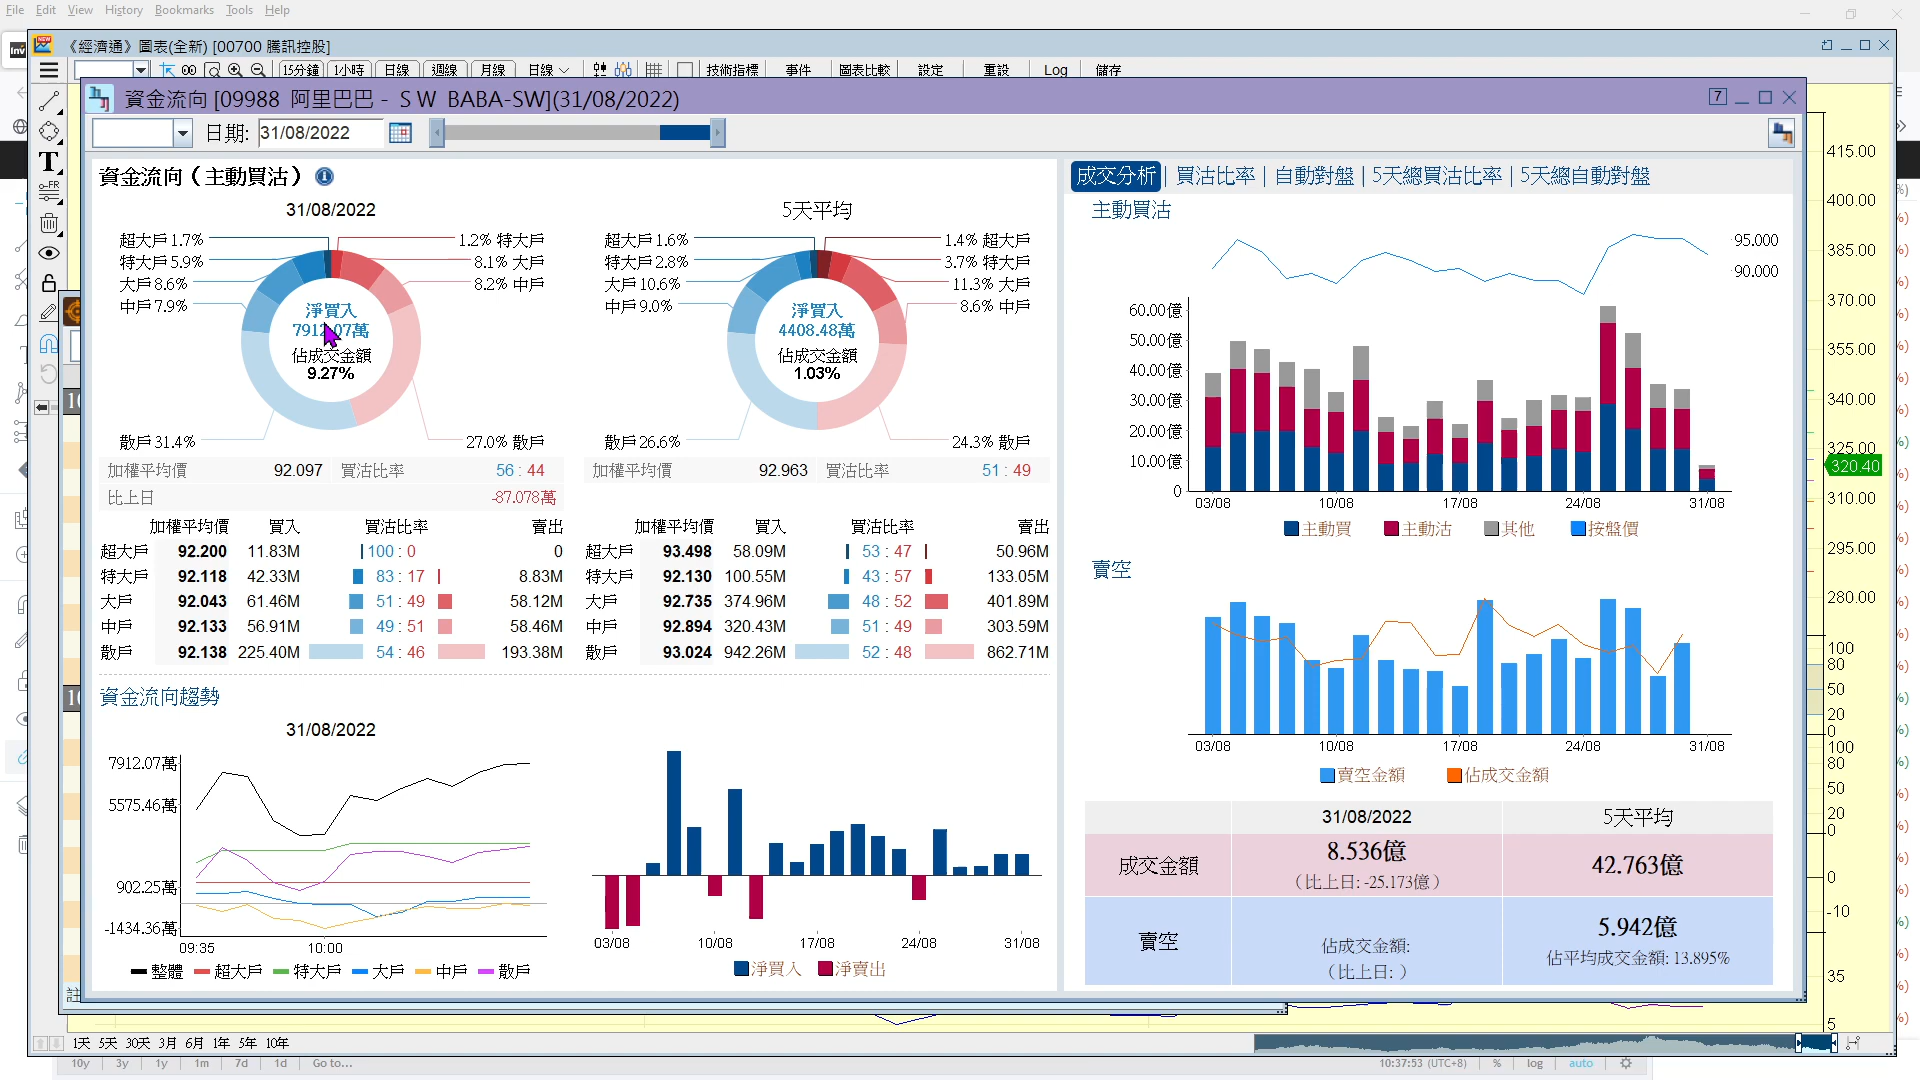 File Edit View History Bookmarks Tools Help
《經濟通》圖表(全新) [00700 騰訊控股]
15分鐘 1小時 日線 週線 月線 日線 技術指標 事件 圖表比較 設定 重設 Log 儲存
資金流向 [09988 阿里巴巴 - S W BABA-SW](31/08/2022)
日期: 31/08/2022
資金流向（主動買沽）
31/08/2022
超大戶 1.7%
特大戶 5.9%
大戶 8.6%
中戶 7.9%
散戶 31.4%
1.2% 特大戶
8.1% 大戶
8.2% 中戶
27.0% 散戶
淨買入
7912.07萬
佔成交金額
9.27%
5天平均
超大戶 1.6%
特大戶 2.8%
大戶 10.6%
中戶 9.0%
散戶 26.6%
1.4% 超大戶
3.7% 特大戶
11.3% 大戶
8.6% 中戶
24.3% 散戶
淨買入
4408.48萬
佔成交金額
1.03%
加權平均價 92.097 買沽比率 56 : 44
比上日 -87.078萬
加權平均價 92.963 買沽比率 51 : 49
加權平均價 買入 買沽比率 賣出
超大戶 92.200 11.83M 100 : 0 0
特大戶 92.118 42.33M 83 : 17 8.83M
大戶 92.043 61.46M 51 : 49 58.12M
中戶 92.133 56.91M 49 : 51 58.46M
散戶 92.138 225.40M 54 : 46 193.38M
加權平均價 買入 買沽比率 賣出
超大戶 93.498 58.09M 53 : 47 50.96M
特大戶 92.130 100.55M 43 : 57 133.05M
大戶 92.735 374.96M 48 : 52 401.89M
中戶 92.894 320.43M 51 : 49 303.59M
散戶 93.024 942.26M 52 : 48 862.71M
資金流向趨勢
31/08/2022
7912.07萬
5575.46萬
902.25萬
-1434.36萬
09:35 10:00
整體 超大戶 特大戶 大戶 中戶 散戶
03/08 10/08 17/08 24/08 31/08
淨買入 淨賣出
成交分析 | 買沽比率 | 自動對盤 | 5天總買沽比率 | 5天總自動對盤
主動買沽
95.000
90.000
60.00億
50.00億
40.00億
30.00億
20.00億
10.00億
0
03/08 10/08 17/08 24/08 31/08
主動買 主動沽 其他 按盤價
賣空
03/08 10/08 17/08 24/08 31/08
賣空金額 佔成交金額
31/08/2022 5天平均
成交金額 8.536億 42.763億
（比上日: -25.173億）
賣空 5.942億
佔成交金額: 佔平均成交金額: 13.895%
（比上日: ）
415.00
400.00
385.00
370.00
355.00
340.00
325.00
320.40
310.00
295.00
280.00
100
80
50
20
0
100
80
50
20
0
0
-10
35
5
註
1天 5天 30天 3月 6月 1年 5年 10年
10y 3y 1y 1m 7d 1d Go to...
10:37:53 (UTC+8) % log auto